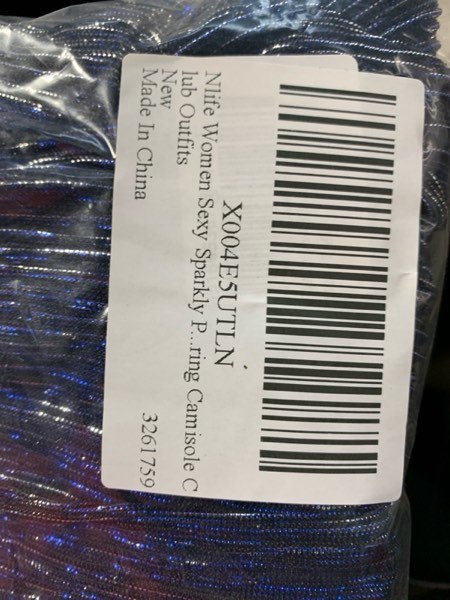 X004E5UTLN
Nlife Women Sexy Sparkly P...ring Camisole C
lub Outfits
New
Made In China 3261759